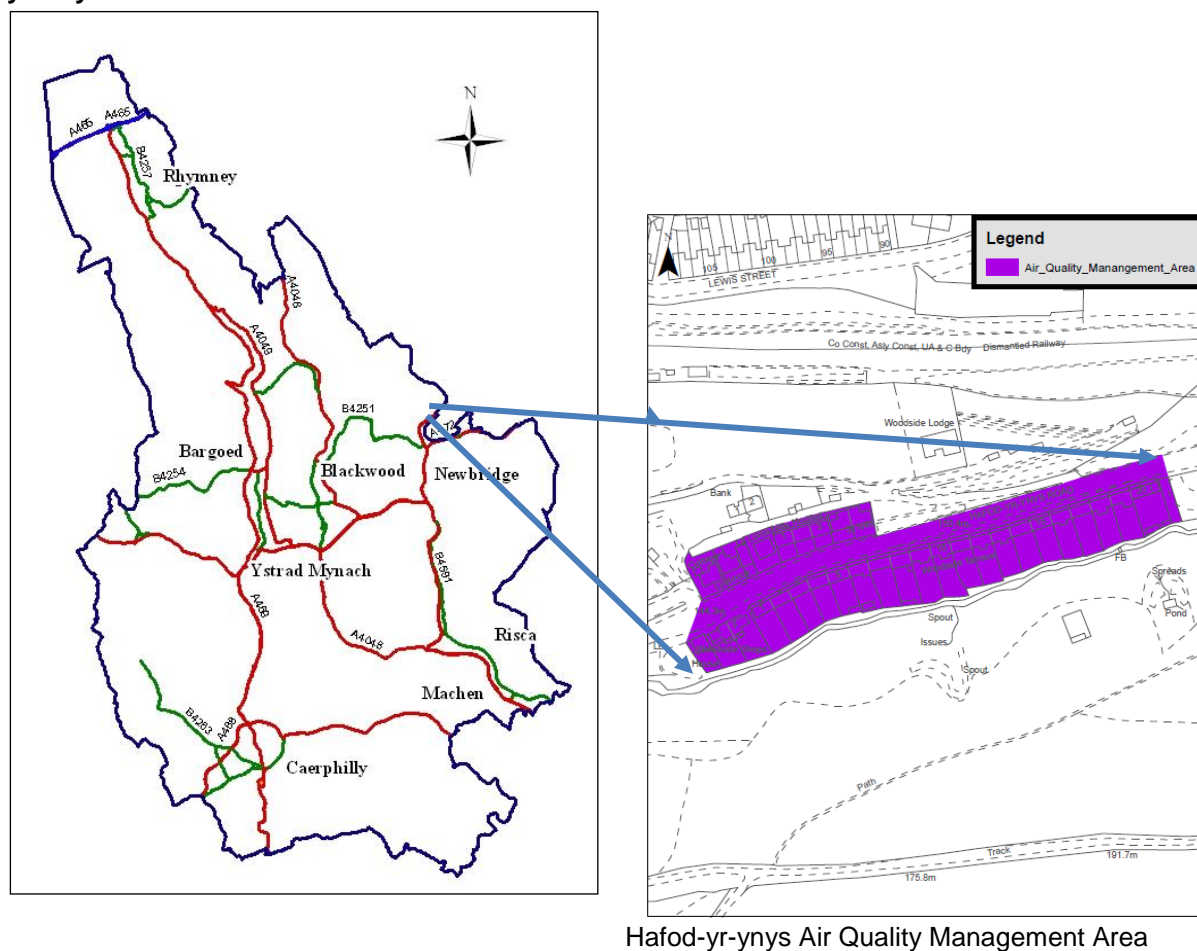 N
A465
A465
B4257
Rhymney
A4048
A4049
B4251
Bargoed
B4254
Blackwood
Newbridge
Ystrad Mynach
A469
B4591
Risca
A4048
Machen
B4263
A468
Caerphilly
Legend
Air_Quality_Manangement_Area
N
105
100
95
90
LEWIS STREET
Co Const, Asly Const, UA & C Bdy Dismantled Railway
Woodside Lodge
Bank
1
2
FB
Spreads
Pond
Spout
Issues
Spout
Path
Track
191.7m
175.8m
Hafod-yr-ynys Air Quality Management Area